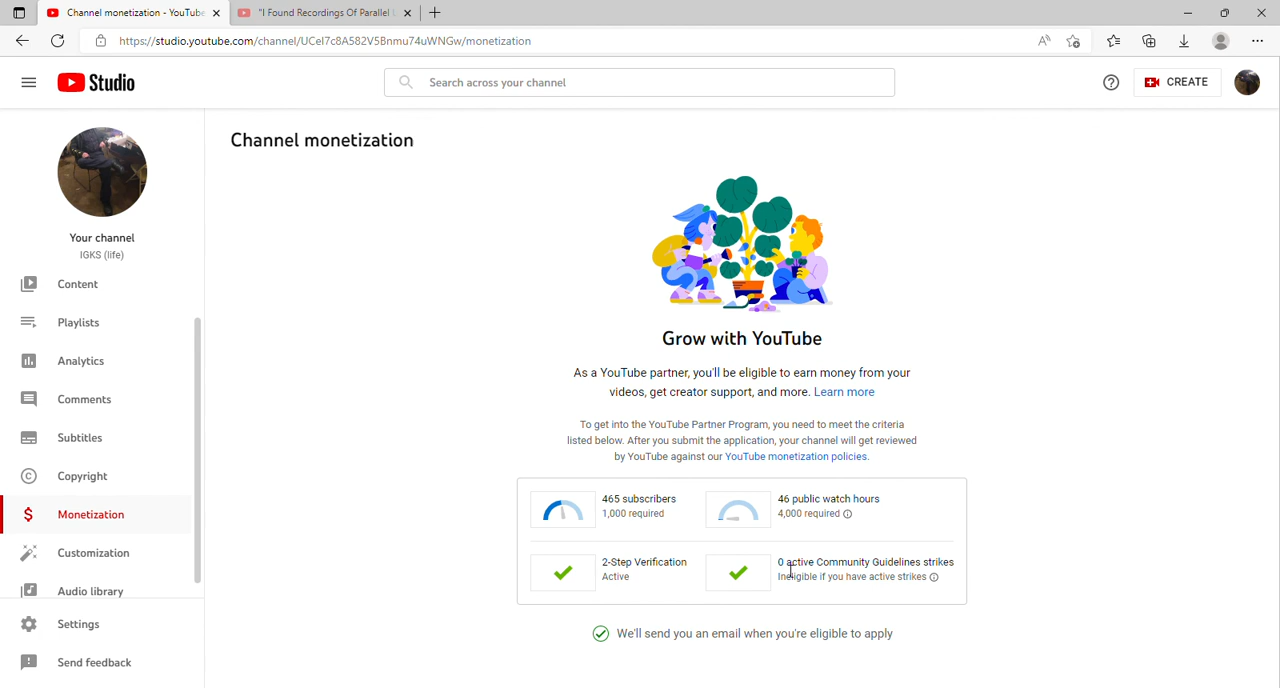 Channel monetization - YouTube
"I Found Recordings Of Parallel
https://studio.youtube.com/channel/UCel7c8A582V5Bnmu74uWNGw/monetization
Studio
Search across your channel
CREATE
Your channel
IGKS (life)
Content
Playlists
Analytics
Comments
Subtitles
Copyright
Monetization
Customization
Audio library
Settings
Send feedback
Channel monetization
Grow with YouTube
As a YouTube partner, you'll be eligible to earn money from your
videos, get creator support, and more. Learn more
To get into the YouTube Partner Program, you need to meet the criteria
listed below. After you submit the application, your channel will get reviewed
by YouTube against our YouTube monetization policies.
465 subscribers
1,000 required
46 public watch hours
4,000 required
2-Step Verification
Active
0 active Community Guidelines strikes
Ineligible if you have active strikes
We'll send you an email when you're eligible to apply